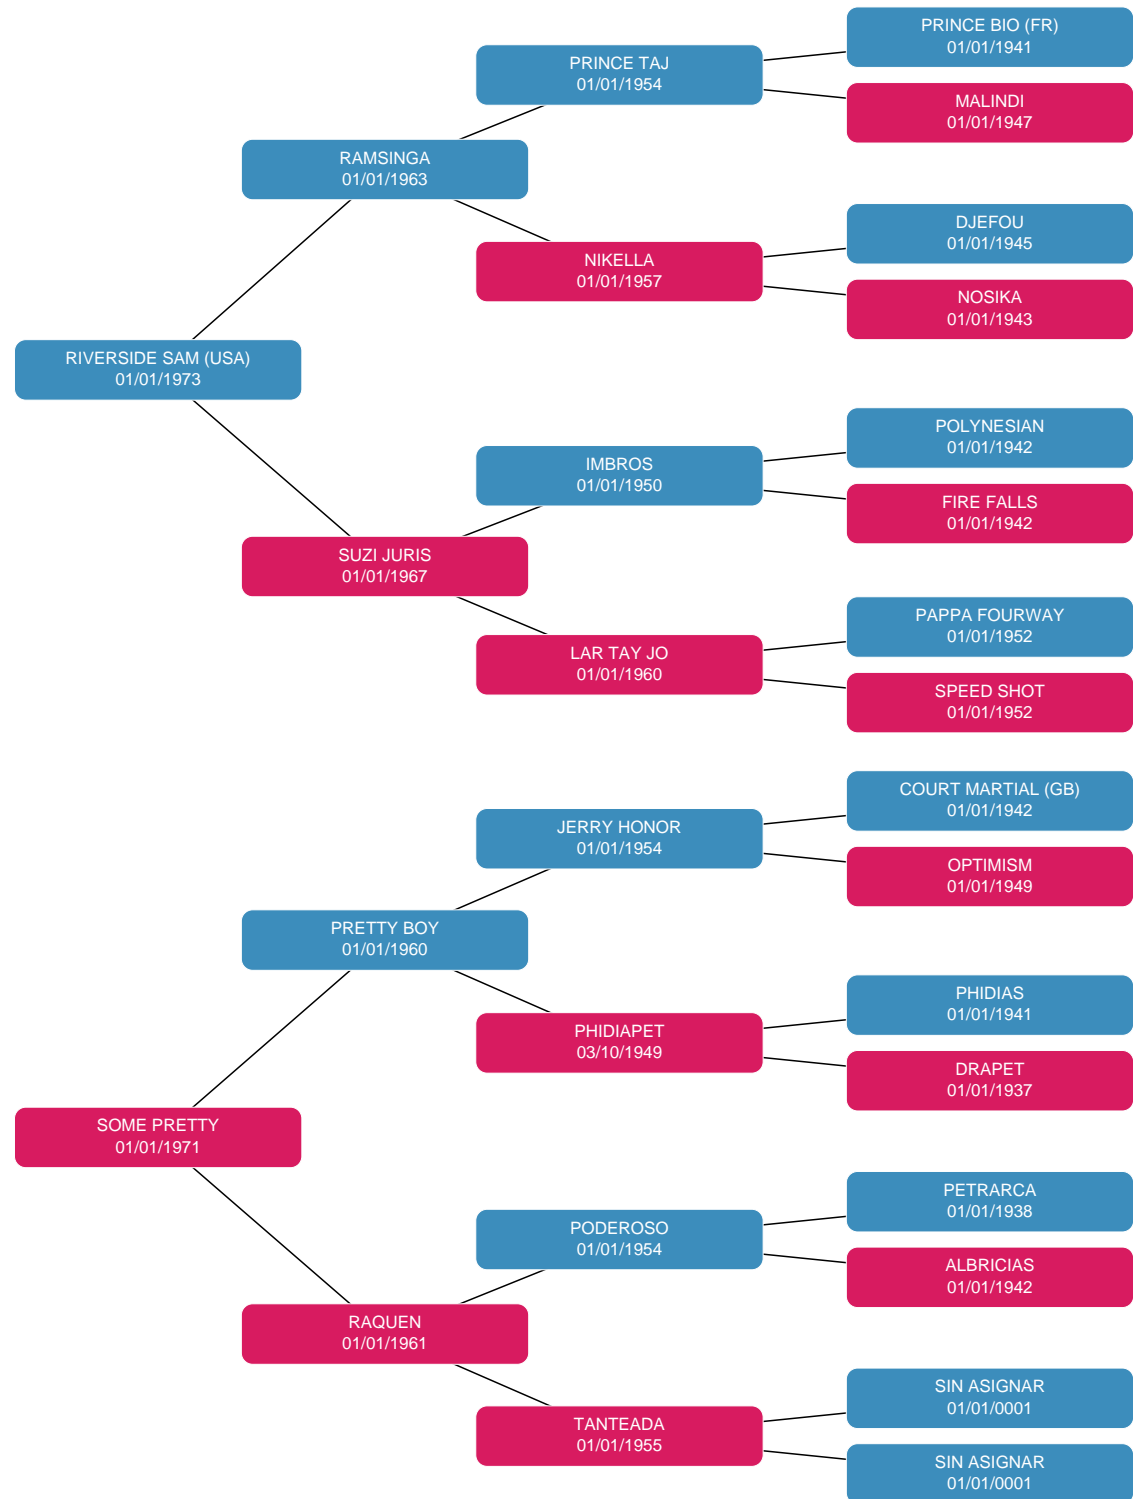 PRINCE BIO (FR)
01/01/1941
PRINCE TAJ
01/01/1954
MALINDI
01/01/1947
RAMSINGA
01/01/1963
DJEFOU
01/01/1945
NIKELLA
01/01/1957
NOSIKA
01/01/1943
RIVERSIDE SAM (USA)
01/01/1973
POLYNESIAN
01/01/1942
IMBROS
01/01/1950
FIRE FALLS
01/01/1942
SUZI JURIS
01/01/1967
PAPPA FOURWAY
01/01/1952
LAR TAY JO
01/01/1960
SPEED SHOT
01/01/1952
COURT MARTIAL (GB)
01/01/1942
JERRY HONOR
01/01/1954
OPTIMISM
01/01/1949
PRETTY BOY
01/01/1960
PHIDIAS
01/01/1941
PHIDIAPET
03/10/1949
DRAPET
01/01/1937
SOME PRETTY
01/01/1971
PETRARCA
01/01/1938
PODEROSO
01/01/1954
ALBRICIAS
01/01/1942
RAQUEN
01/01/1961
SIN ASIGNAR
01/01/0001
TANTEADA
01/01/1955
SIN ASIGNAR
01/01/0001